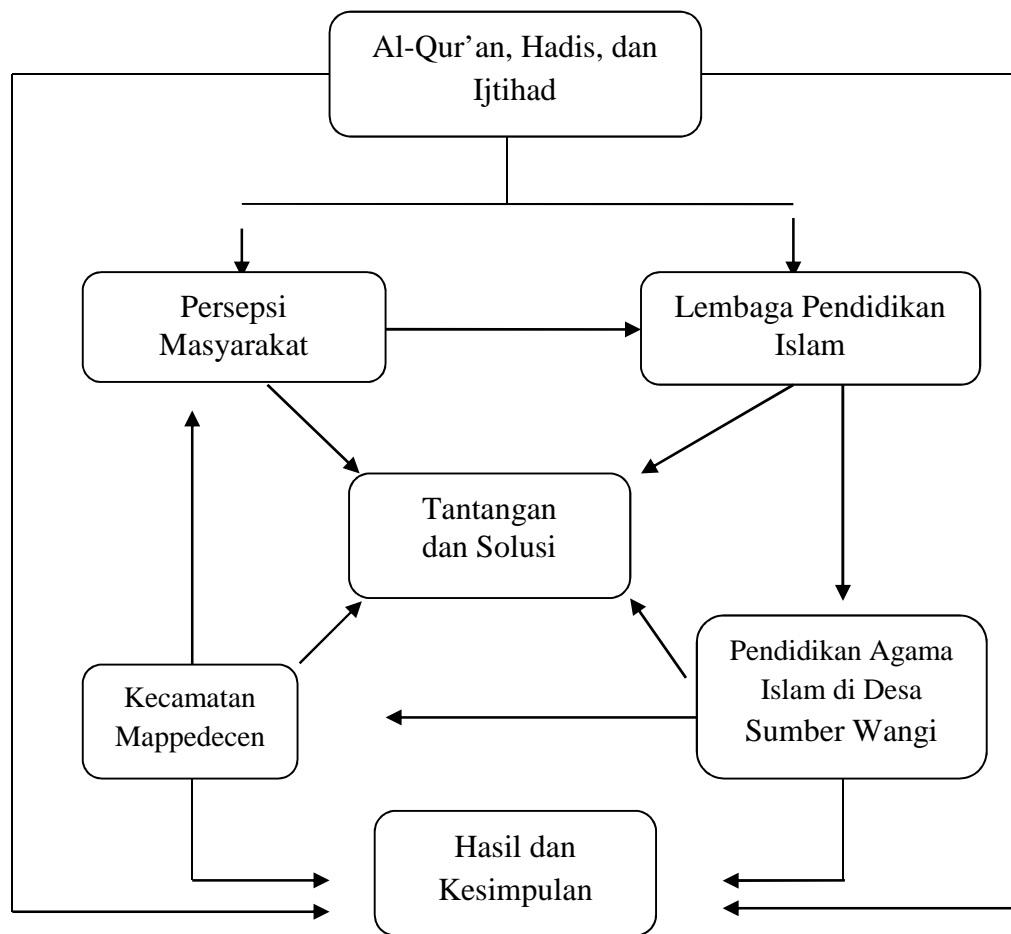 Al-Qur’an, Hadis, dan
Ijtihad
Persepsi
Masyarakat
Lembaga Pendidikan
Islam
Tantangan
dan Solusi
Kecamatan
Mappedecen
Pendidikan Agama
Islam di Desa
Sumber Wangi
Hasil dan
Kesimpulan